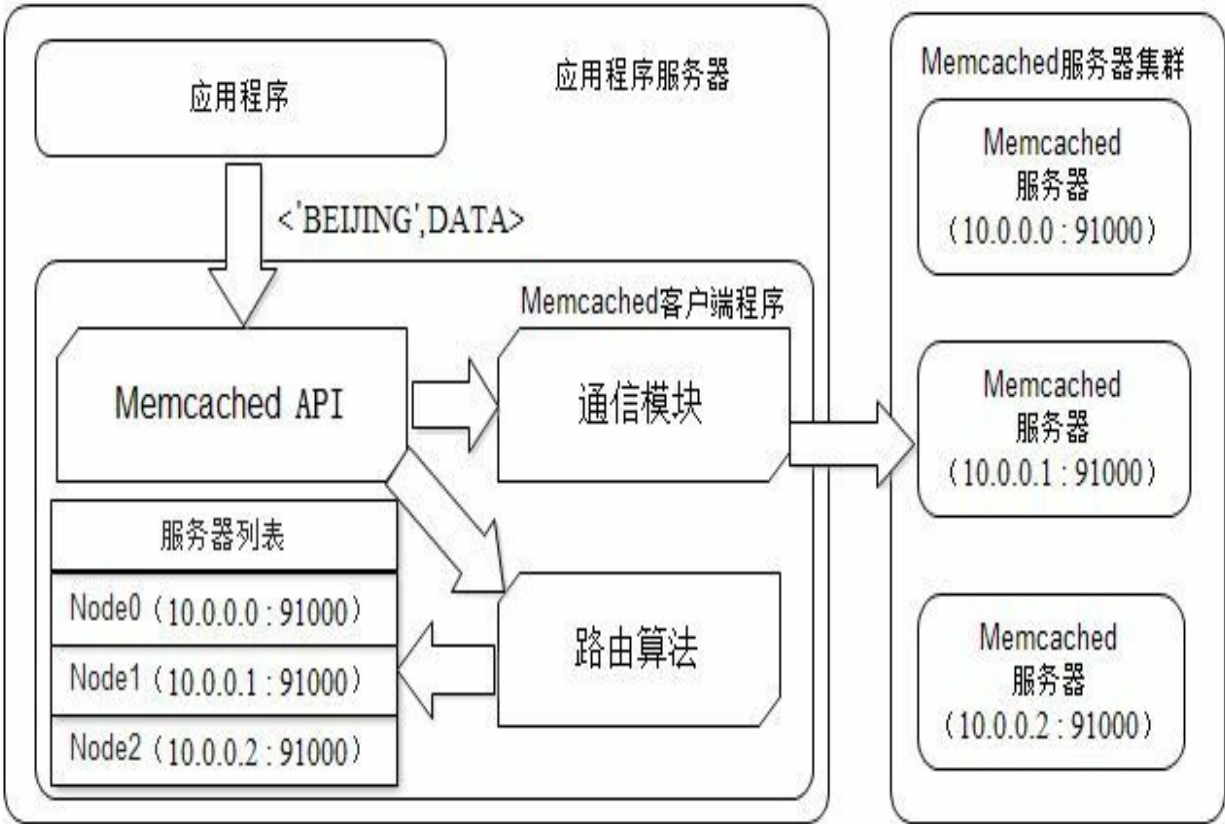 应用程序
应用程序服务器
<'BEIJING',DATA>
Memcached客户端程序
Memcached API
通信模块
服务器列表
Node0（10.0.0.0 : 91000）
Node1（10.0.0.1 : 91000）
Node2（10.0.0.2 : 91000）
路由算法
Memcached服务器集群
Memcached
服务器
（10.0.0.0 : 91000）
Memcached
服务器
（10.0.0.1 : 91000）
Memcached
服务器
（10.0.0.2 : 91000）